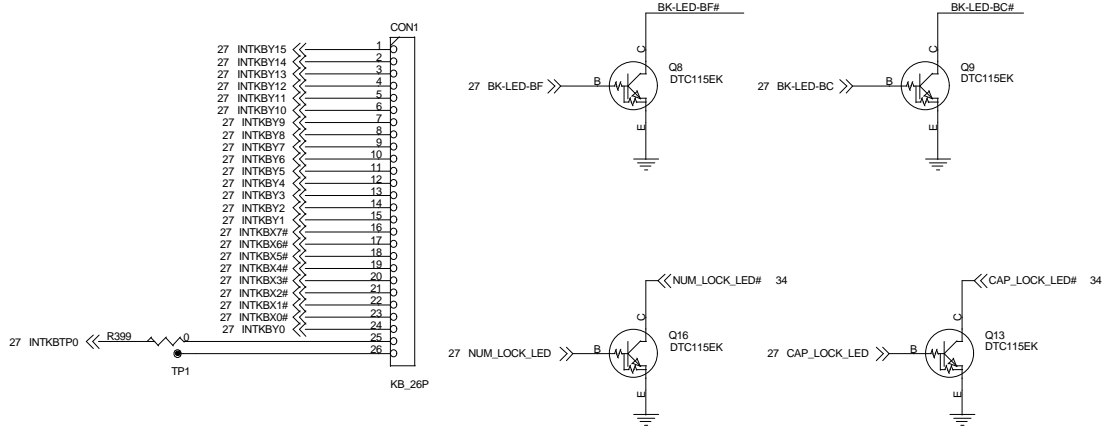 CON1
27 INTKBY15 1
27 INTKBY14 2
27 INTKBY13 3
27 INTKBY12 4
27 INTKBY11 5
27 INTKBY10 6
27 INTKBY9 7
27 INTKBY8 8
27 INTKBY7 9
27 INTKBY6 10
27 INTKBY5 11
27 INTKBY4 12
27 INTKBY3 13
27 INTKBY2 14
27 INTKBY1 15
27 INTKBX7# 16
27 INTKBX6# 17
27 INTKBX5# 18
27 INTKBX4# 19
27 INTKBX3# 20
27 INTKBX2# 21
27 INTKBX1# 22
27 INTKBX0# 23
27 INTKBY0 24
27 INTKBTP0 R399 0 25
26
TP1
KB_26P
BK-LED-BF#
C
Q8
DTC115EK
27 BK-LED-BF B
E
BK-LED-BC#
C
Q9
DTC115EK
27 BK-LED-BC B
E
NUM_LOCK_LED# 34
C
Q16
DTC115EK
27 NUM_LOCK_LED B
E
CAP_LOCK_LED# 34
C
Q13
DTC115EK
27 CAP_LOCK_LED B
E